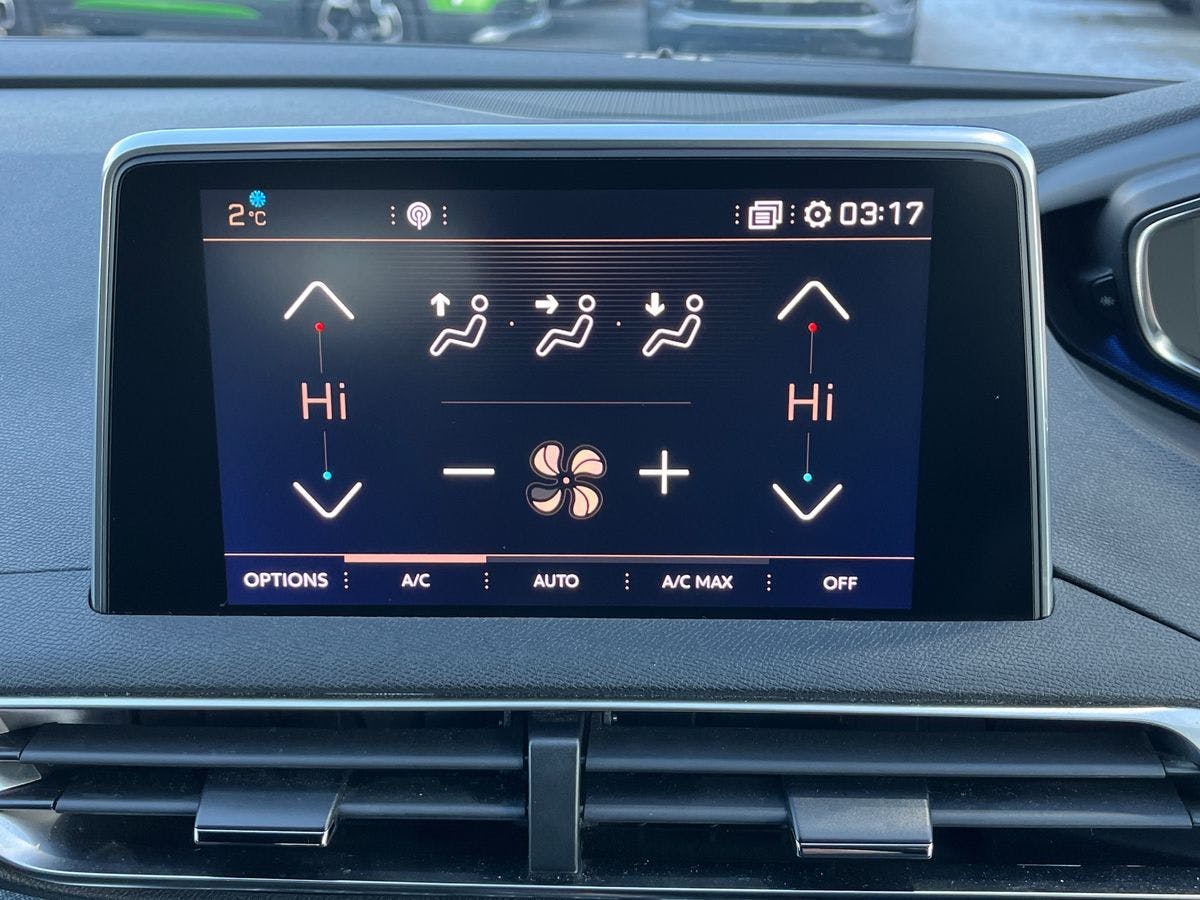 2°C 03:17
Hi Hi
OPTIONS A/C AUTO A/C MAX OFF